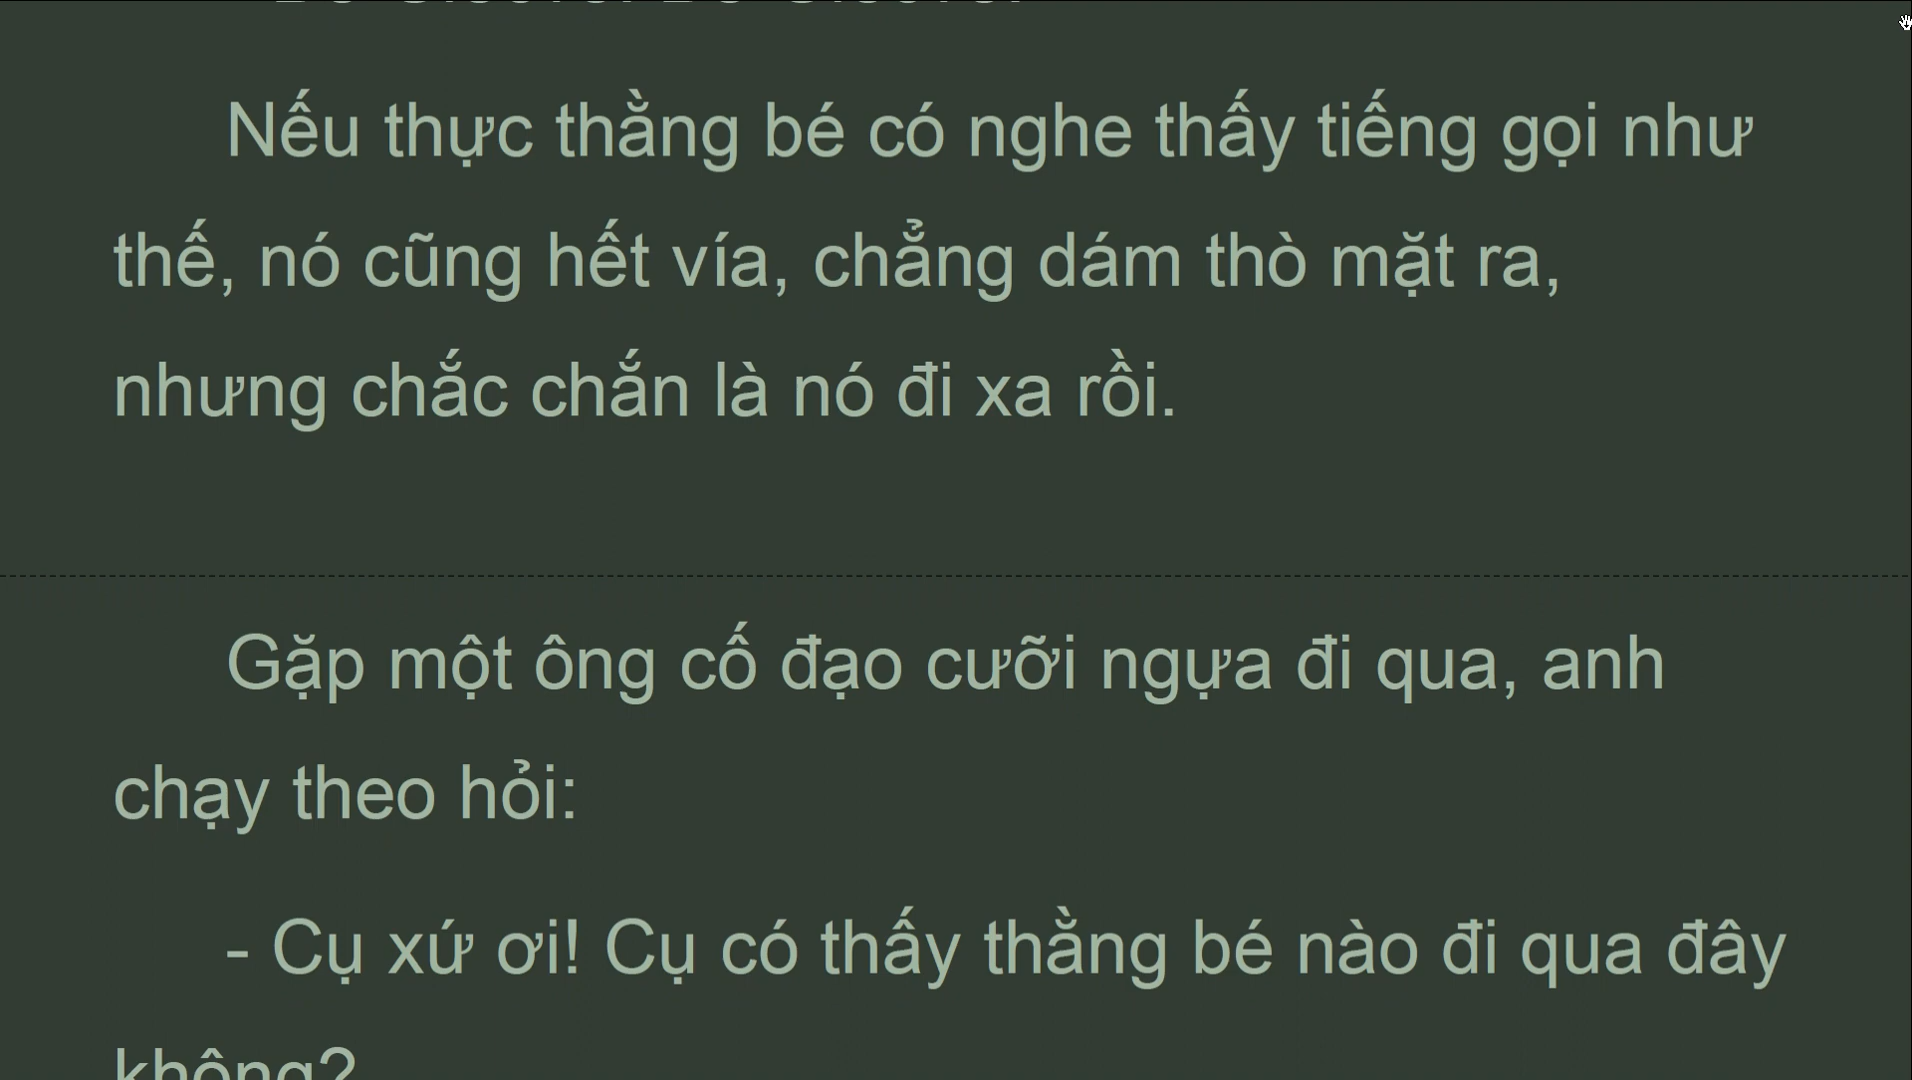 Nếu thực thằng bé có nghe thấy tiếng gọi như
thế, nó cũng hết vía, chẳng dám thò mặt ra,
nhưng chắc chắn là nó đi xa rồi.
Gặp một ông cố đạo cưỡi ngựa đi qua, anh
chạy theo hỏi:
- Cụ xứ ơi! Cụ có thấy thằng bé nào đi qua đây
không?